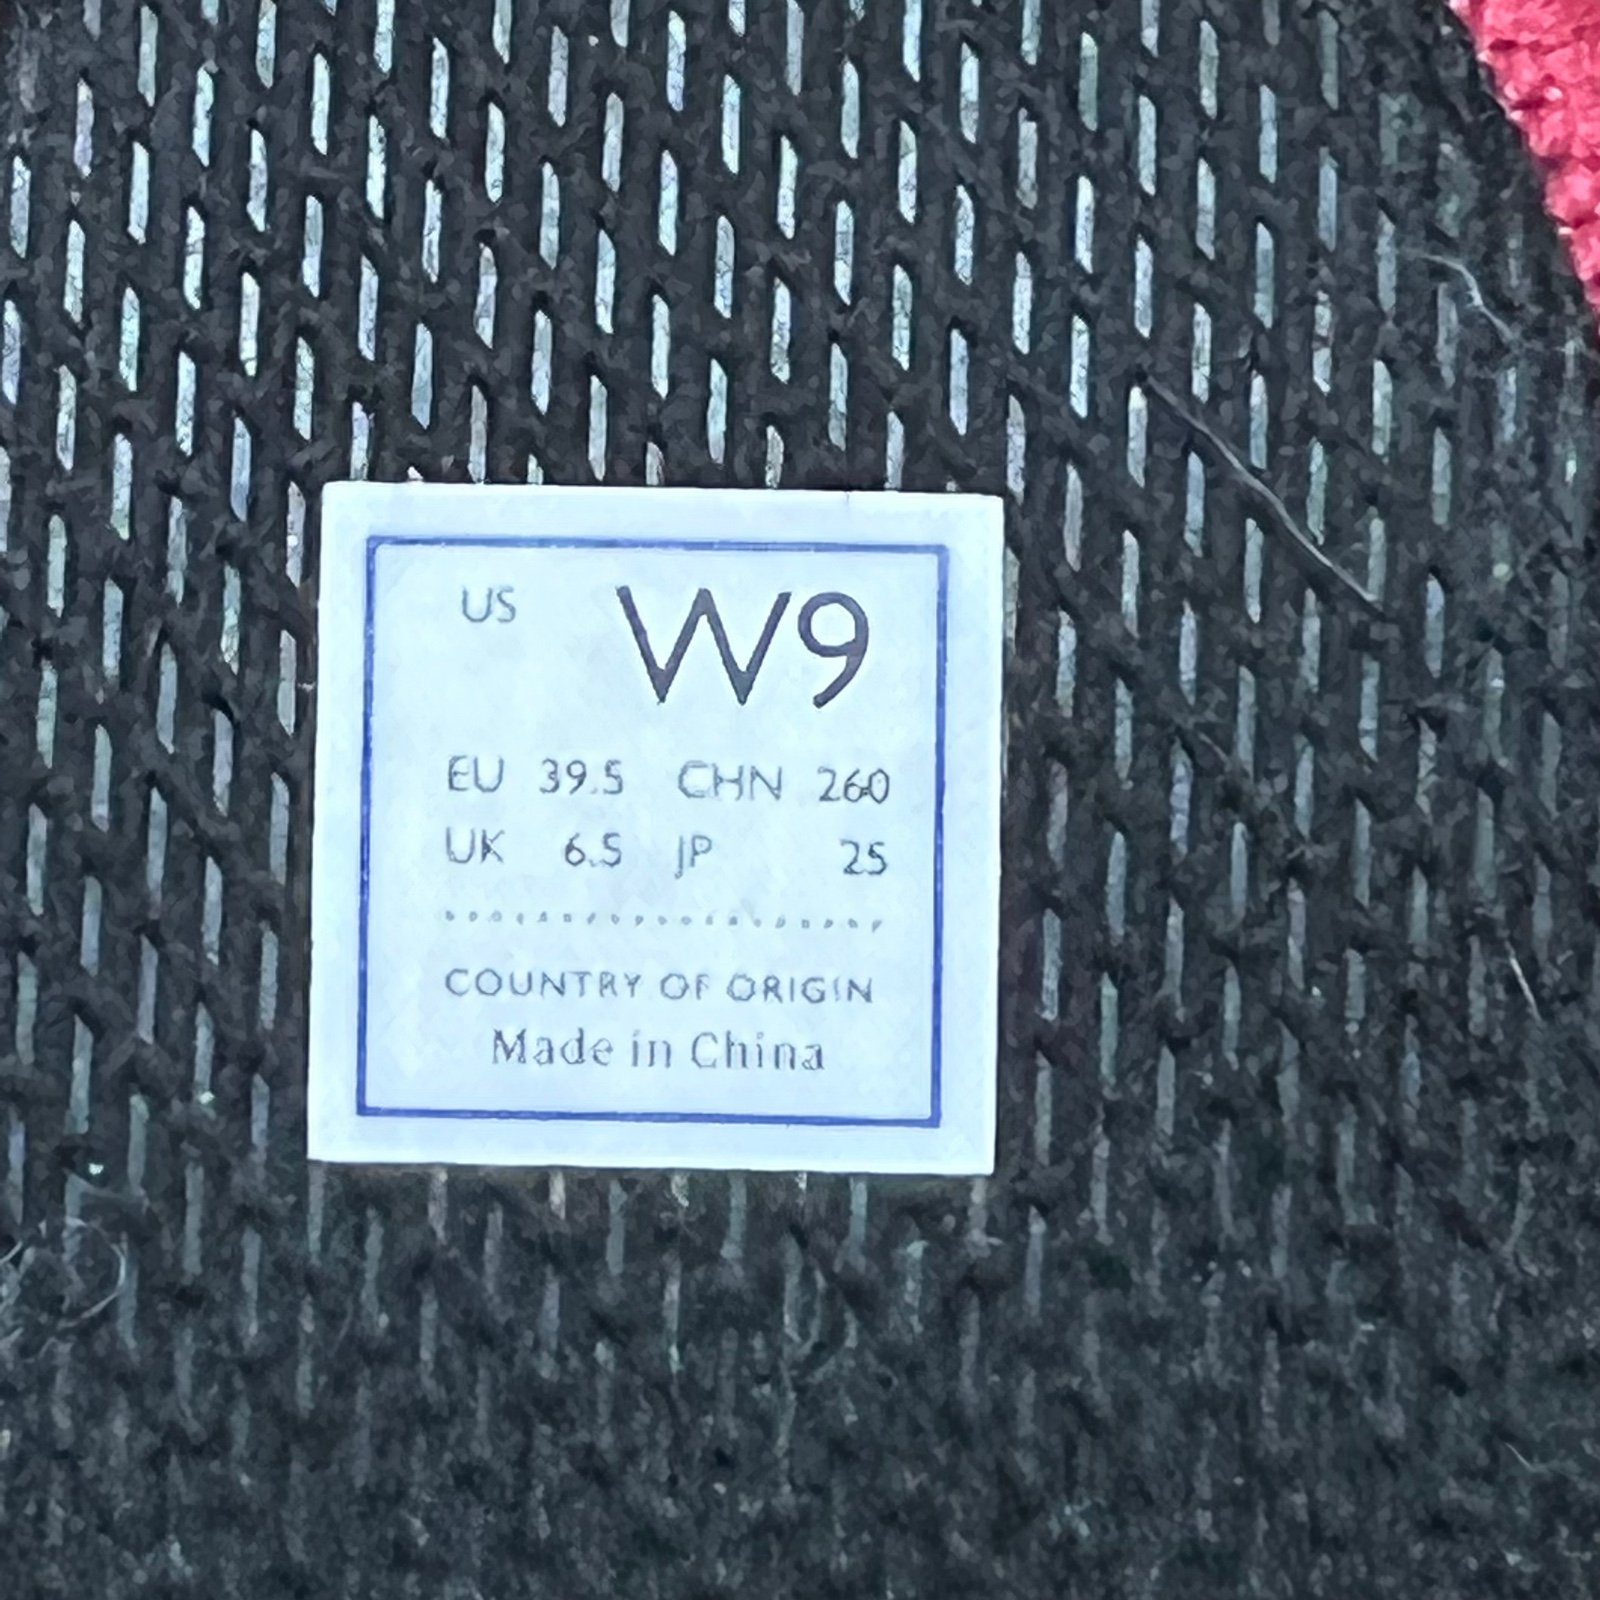 US W9
EU 39.5 CHN 260
UK 6.5 JP 25
COUNTRY OF ORIGIN
Made in China